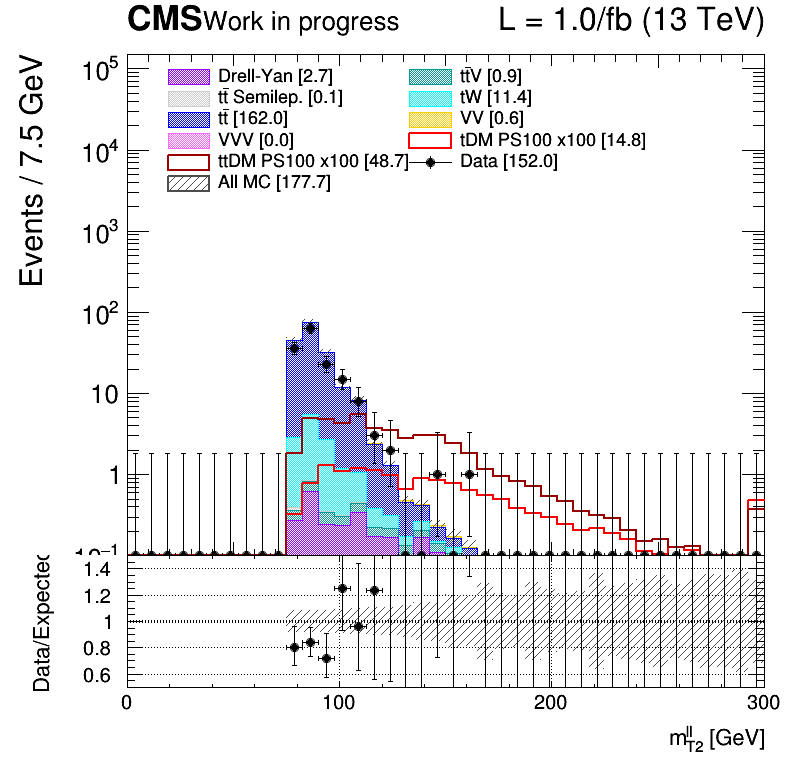 CMS Work in progress L = 1.0/fb (13 TeV)
Events / 7.5 GeV
Drell-Yan [2.7] tt̄V [0.9]
tt̄ Semilep. [0.1] tW [11.4]
tt̄ [162.0] VV [0.6]
VVV [0.0] tDM PS100 x100 [14.8]
ttDM PS100 x100 [48.7] Data [152.0]
All MC [177.7]
10⁵
10⁴
10³
10²
10
1
10⁻¹
Data/Expected
1.4
1.2
1
0.8
0.6
0 100 200 300
m_{T2}^{ll} [GeV]